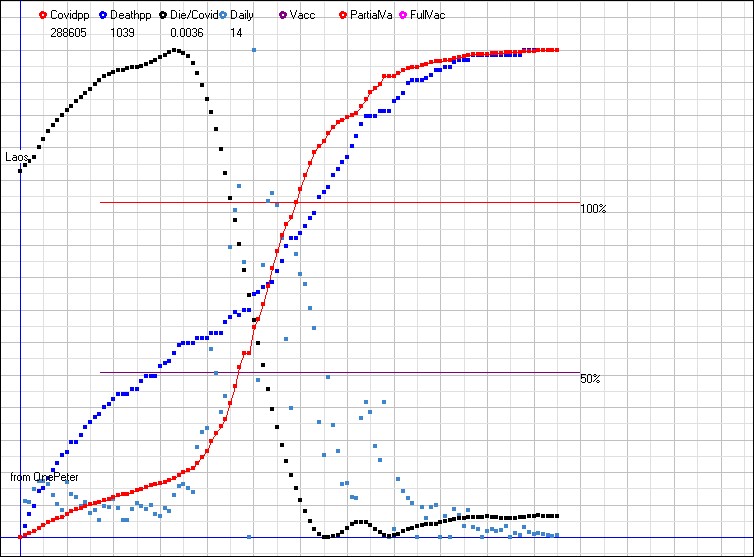 Covidpp Deathpp Die/Covid Daily Vacc PartialVa FullVac
288605 1039 0.0036 14
Laos
100%
50%
from OnePeter